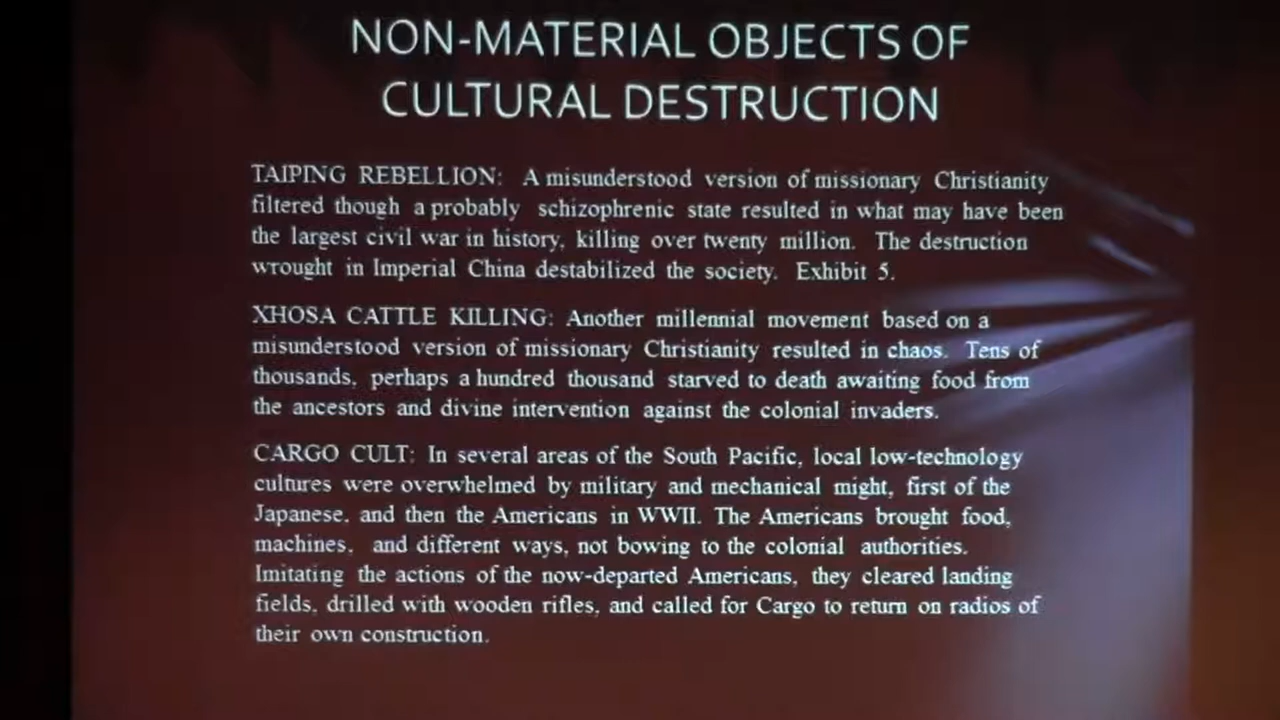 NON-MATERIAL OBJECTS OF
CULTURAL DESTRUCTION
TAIPING REBELLION: A misunderstood version of missionary Christianity
filtered though a probably schizophrenic state resulted in what may have been
the largest civil war in history, killing over twenty million. The destruction
wrought in Imperial China destabilized the society. Exhibit 5.
XHOSA CATTLE KILLING: Another millennial movement based on a
misunderstood version of missionary Christianity resulted in chaos. Tens of
thousands, perhaps a hundred thousand starved to death awaiting food from
the ancestors and divine intervention against the colonial invaders.
CARGO CULT: In several areas of the South Pacific, local low-technology
cultures were overwhelmed by military and mechanical might, first of the
Japanese, and then the Americans in WWII. The Americans brought food,
machines, and different ways, not bowing to the colonial authorities.
Imitating the actions of the now-departed Americans, they cleared landing
fields, drilled with wooden rifles, and called for Cargo to return on radios of
their own construction.